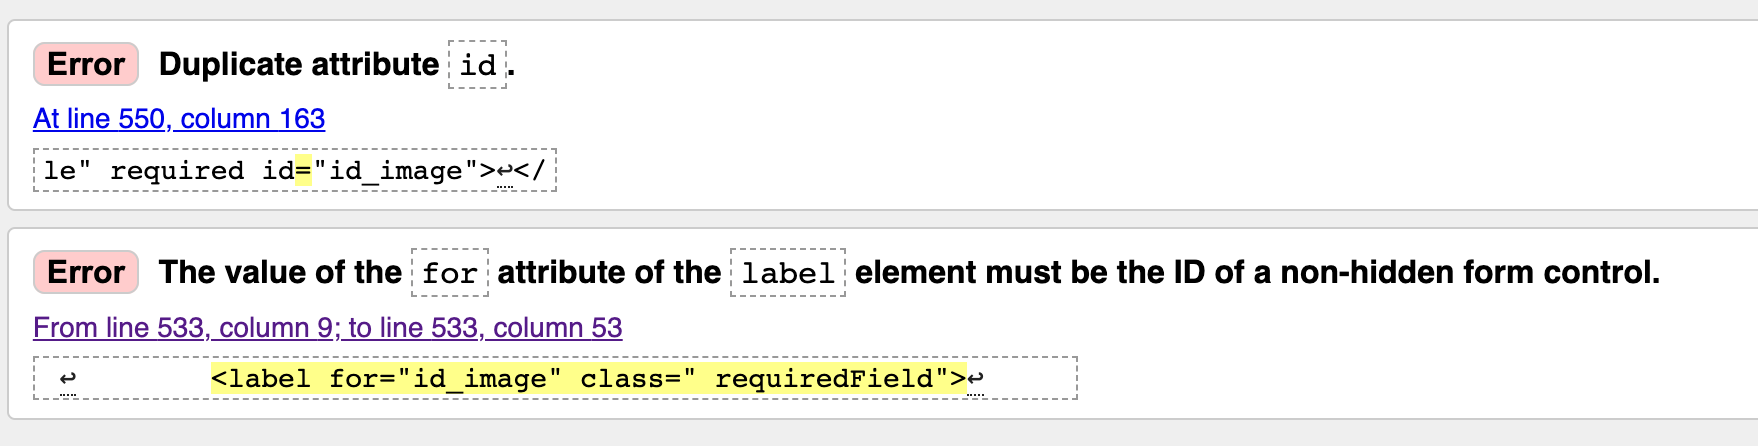 Error Duplicate attribute id.
At line 550, column 163
le" required id="id_image">↩</
Error The value of the for attribute of the label element must be the ID of a non-hidden form control.
From line 533, column 9; to line 533, column 53
↩ <label for="id_image" class=" requiredField">↩